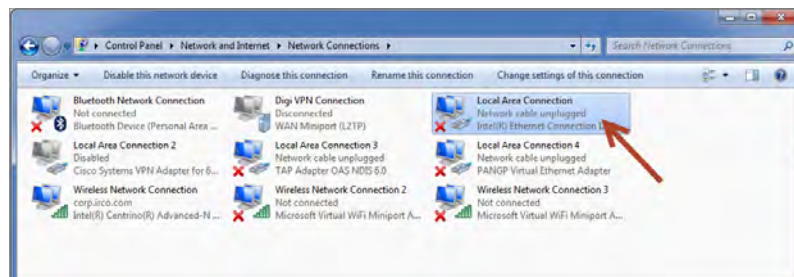 Control Panel ▸ Network and Internet ▸ Network Connections ▸
Search Network Connections
Organize ▾ Disable this network device Diagnose this connection Rename this connection Change settings of this connection
Bluetooth Network Connection
Not connected
Bluetooth Device (Personal Area ...
Digi VPN Connection
Disconnected
WAN Miniport (L2TP)
Local Area Connection
Network cable unplugged
Intel(R) Ethernet Connection
Local Area Connection 2
Disabled
Cisco Systems VPN Adapter for 6...
Local Area Connection 3
Network cable unplugged
TAP Adapter OAS NDIS 6.0
Local Area Connection 4
Network cable unplugged
PANGP Virtual Ethernet Adapter
Wireless Network Connection
corp.irco.com
Intel(R) Centrino(R) Advanced-N ...
Wireless Network Connection 2
Not connected
Microsoft Virtual WiFi Miniport A...
Wireless Network Connection 3
Not connected
Microsoft Virtual WiFi Miniport A...